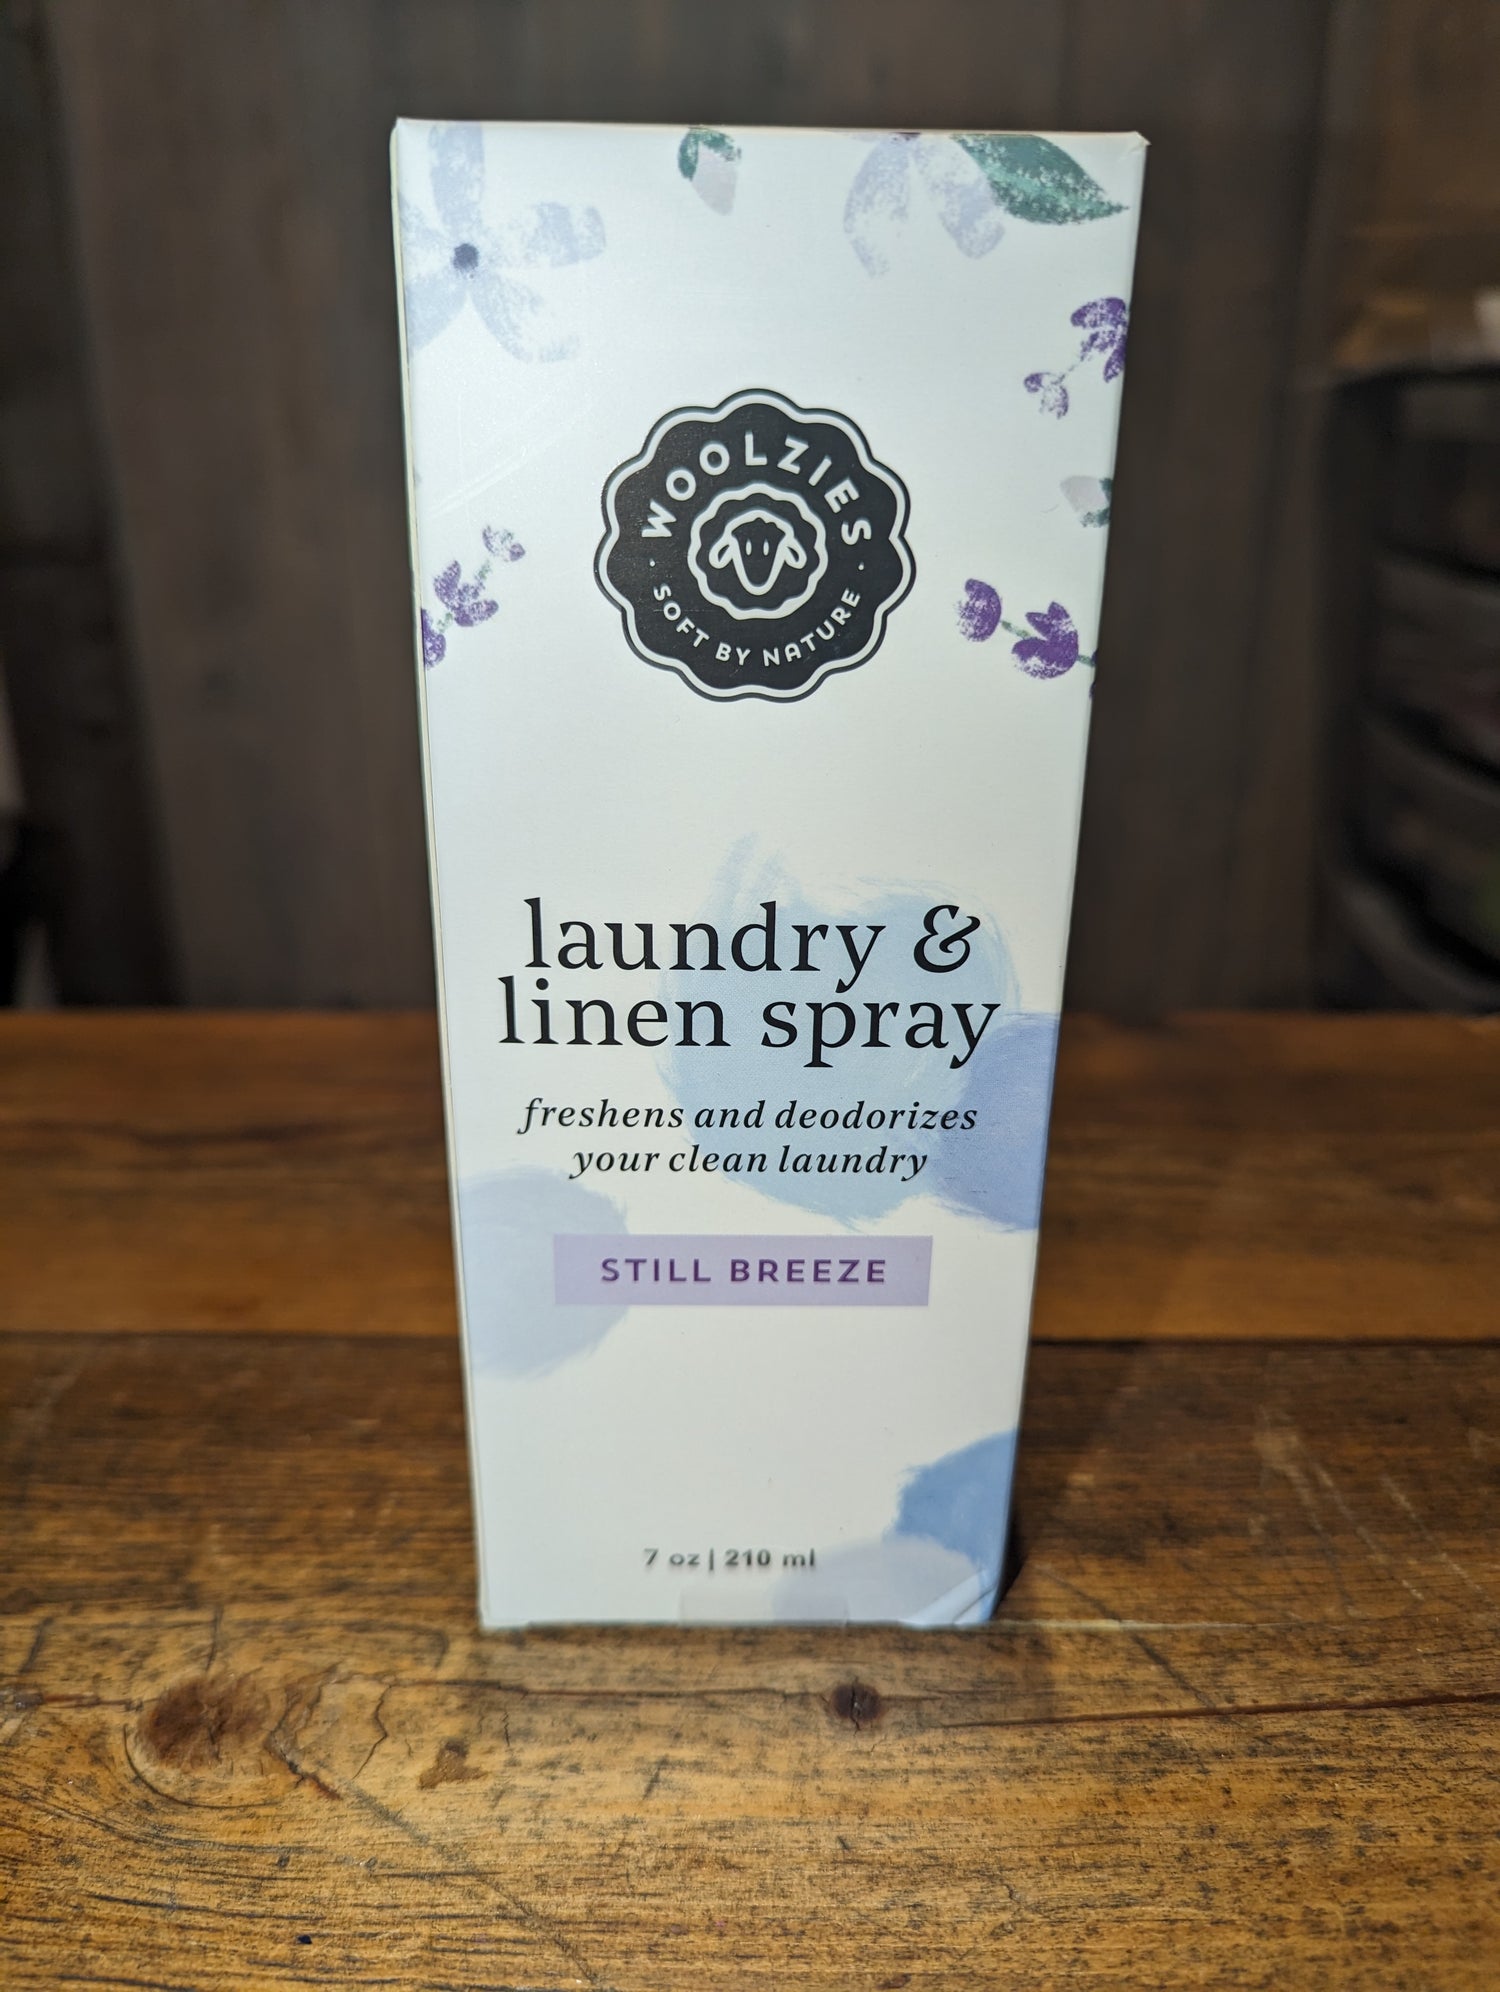 WOOLZIES
SOFT BY NATURE
laundry &
linen spray
freshens and deodorizes
your clean laundry
STILL BREEZE
7 oz | 210 ml